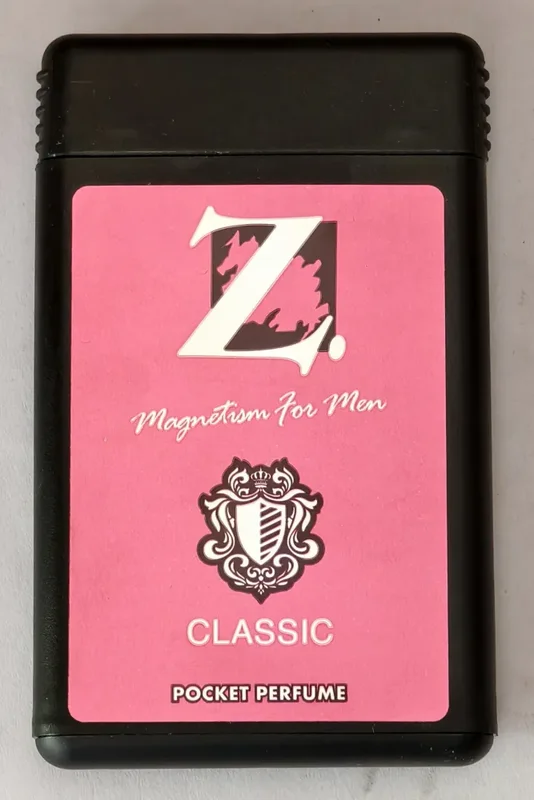 Z.
Magnetism For Men
CLASSIC
POCKET PERFUME